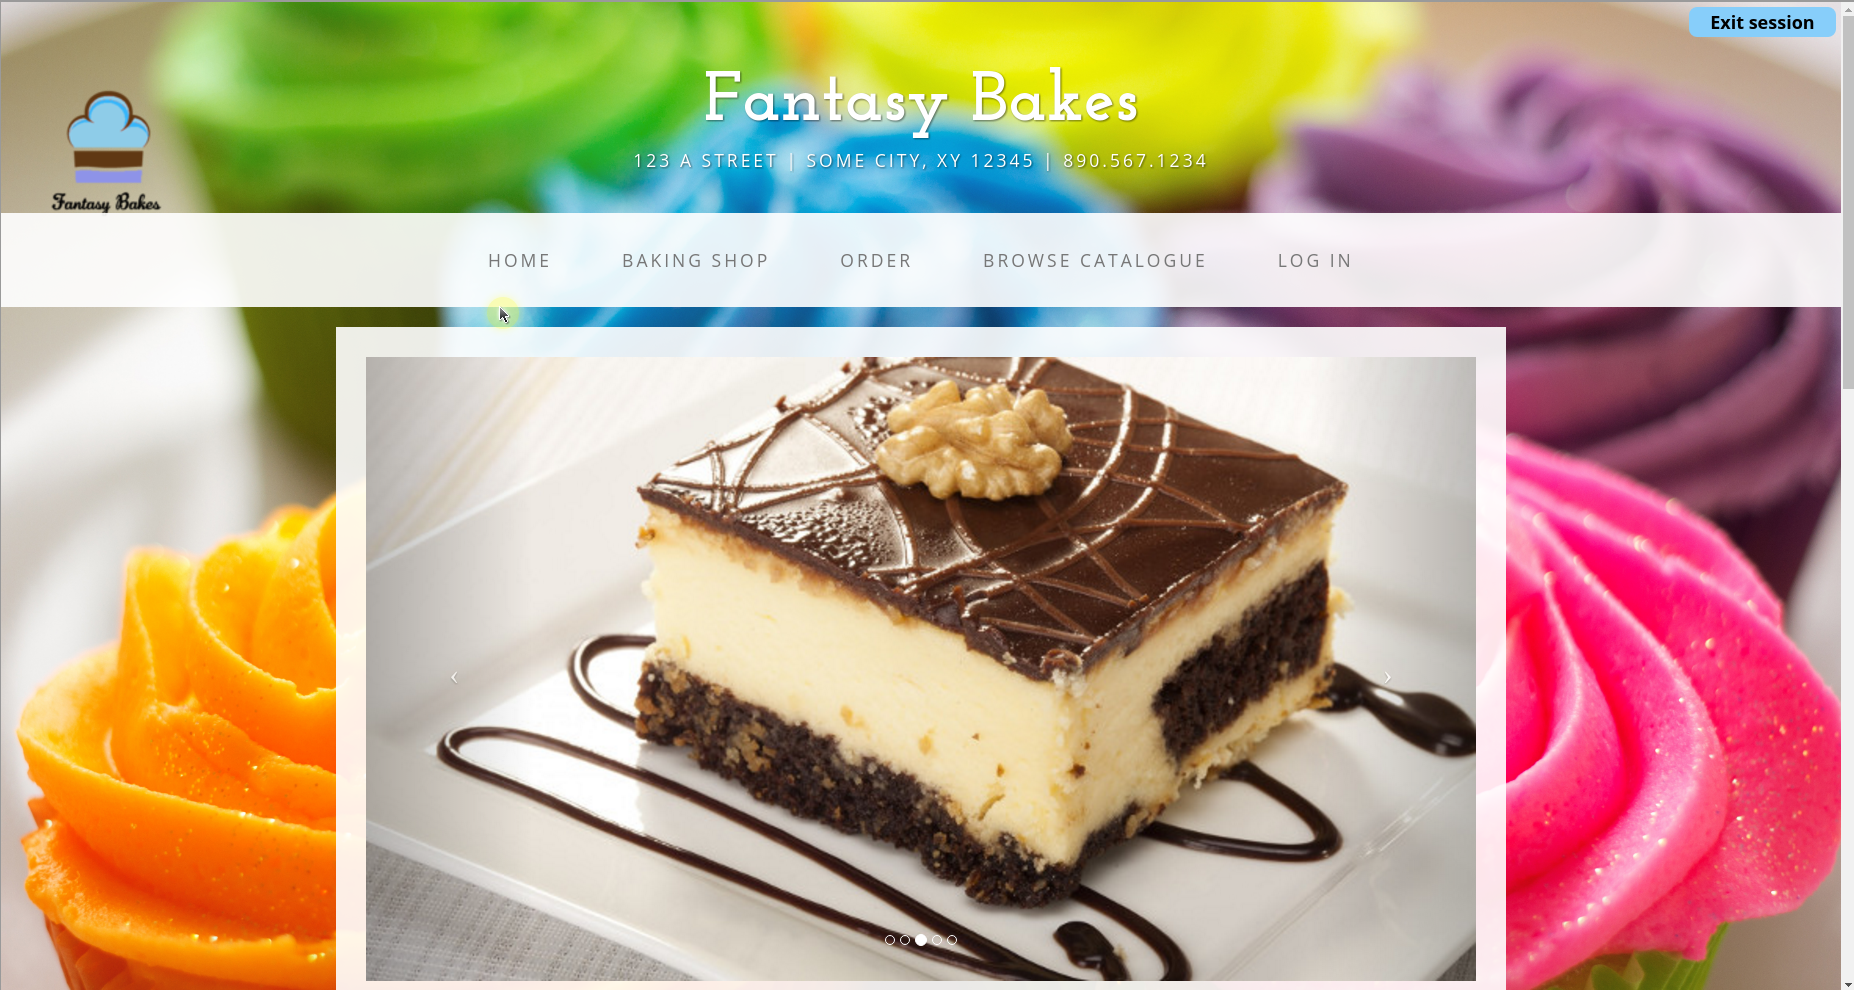 Exit session
Fantasy Bakes
123 A STREET | SOME CITY, XY 12345 | 890.567.1234
Fantasy Bakes
HOME BAKING SHOP ORDER BROWSE CATALOGUE LOG IN